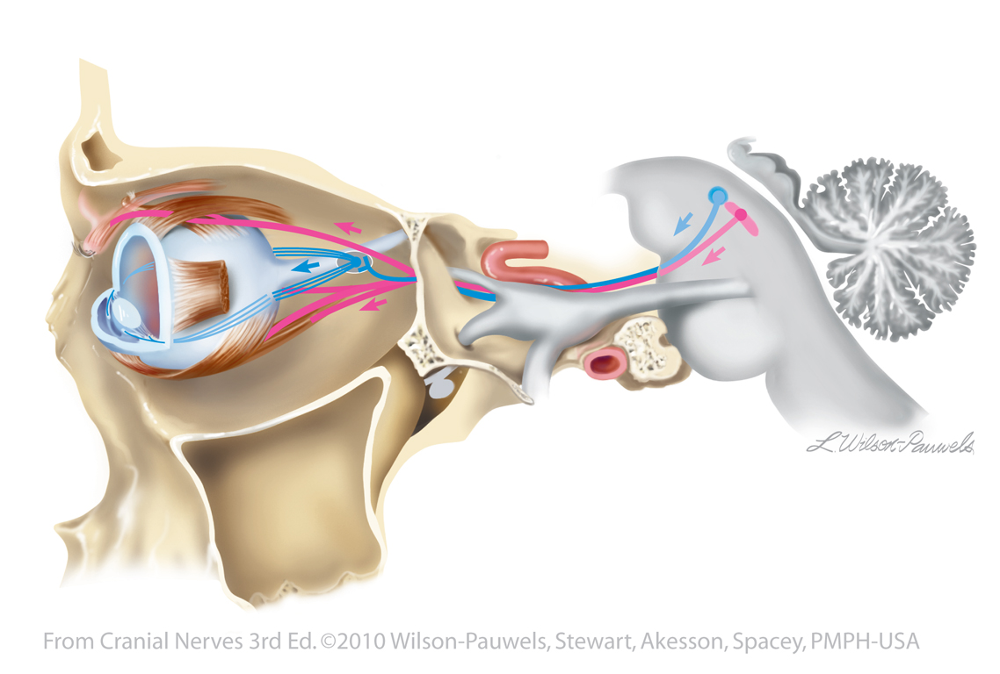 L. Wilson-Pauwels
From Cranial Nerves 3rd Ed. ©2010 Wilson-Pauwels, Stewart, Akesson, Spacey, PMPH-USA